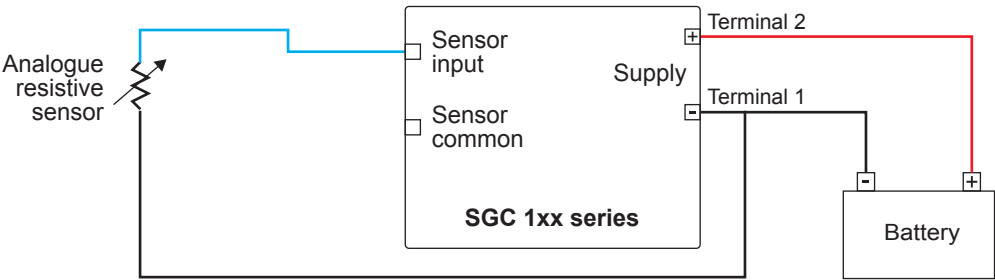 Analogue
resistive
sensor
Sensor
input
Sensor
common
Supply
+
-
Terminal 2
Terminal 1
SGC 1xx series
-
+
Battery